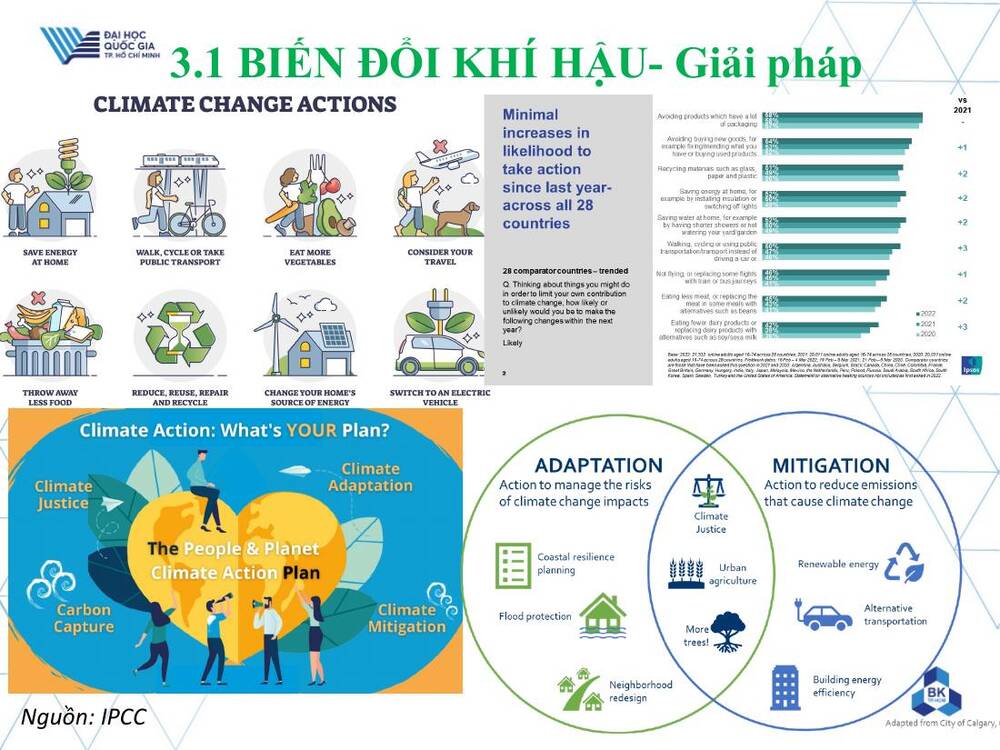 ĐẠI HỌC
QUỐC GIA
TP. HỒ CHÍ MINH
3.1 BIẾN ĐỔI KHÍ HẬU- Giải pháp
CLIMATE CHANGE ACTIONS
SAVE ENERGY
AT HOME
WALK, CYCLE OR TAKE
PUBLIC TRANSPORT
EAT MORE
VEGETABLES
CONSIDER YOUR
TRAVEL
THROW AWAY
LESS FOOD
REDUCE, REUSE, REPAIR
AND RECYCLE
CHANGE YOUR HOME'S
SOURCE OF ENERGY
SWITCH TO AN ELECTRIC
VEHICLE
Minimal
increases in
likelihood to
take action
since last year-
across all 28
countries
28 comparator countries – trended
Q. Thinking about things you might do
in order to limit your own contribution
to climate change, how likely or
unlikely would you be to make the
following changes within the next
year?
Likely
vs
2021
Avoiding products which have a lot
of packaging
-
Avoiding buying new goods, for
example fixing/mending what you
have or buying used products
+1
Recycling materials such as glass,
paper and plastic
+2
Saving energy at home, for
example by installing insulation or
switching off lights
+2
Saving water at home, for example
by having shorter showers or not
watering your yard/garden
+2
Walking, cycling or using public
transportation/transport instead of
driving a car or
+3
Not flying, or replacing some flights
with train or bus journeys
+1
Eating less meat, or replacing the
meat in some meals with
alternatives such as beans
+2
Eating fewer dairy products or
replacing dairy products with
alternatives such as soy/soya milk
+3
2022
2021
2020
Ipsos
Climate Action: What's YOUR Plan?
Climate
Justice
Climate
Adaptation
The People & Planet
Climate Action Plan
Carbon
Capture
Climate
Mitigation
ADAPTATION
Action to manage the risks
of climate change impacts
Coastal resilience
planning
Flood protection
Neighborhood
redesign
Climate
Justice
Urban
agriculture
More
trees!
MITIGATION
Action to reduce emissions
that cause climate change
Renewable energy
Alternative
transportation
Building energy
efficiency
BK
TP.HCM
Adapted from City of Calgary,
Nguồn: IPCC